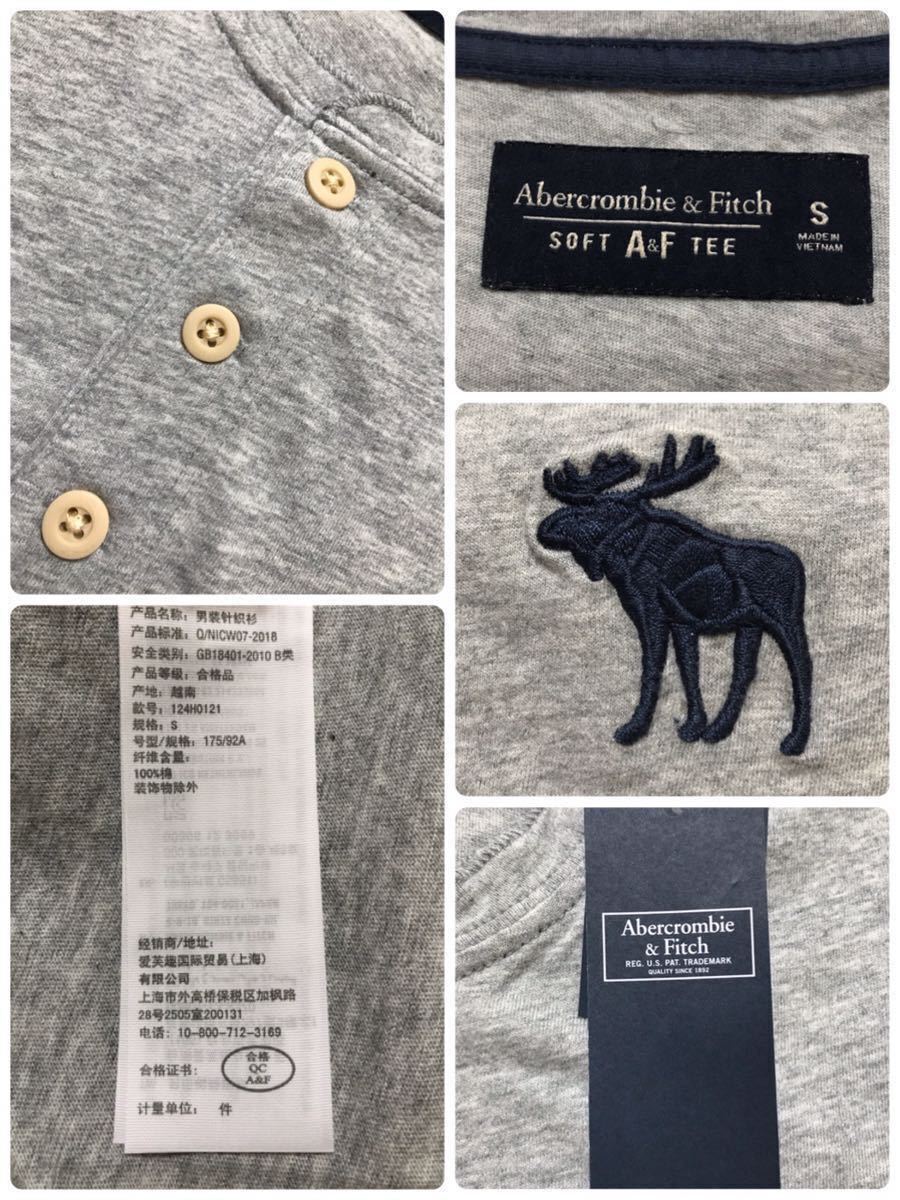 Abercrombie & Fitch
SOFT A&F TEE
S
MADE IN
VIETNAM
产品名称：男装针织衫
产品标准：Q/NICW07-2018
安全类别：GB18401-2010 B类
产品等级：合格品
产地：越南
款号：124H0121
规格：S
号型/规格：175/92A
纤维含量：
100%棉
装饰物除外
经销商/地址：
爱芙趣国际贸易(上海)
有限公司
上海市外高桥保税区加枫路
28号2505室200131
电话：10-800-712-3169
合格证书：
合格
QC
A&F
计量单位： 件
Abercrombie
& Fitch
REG. U.S. PAT. TRADEMARK
QUALITY SINCE 1892